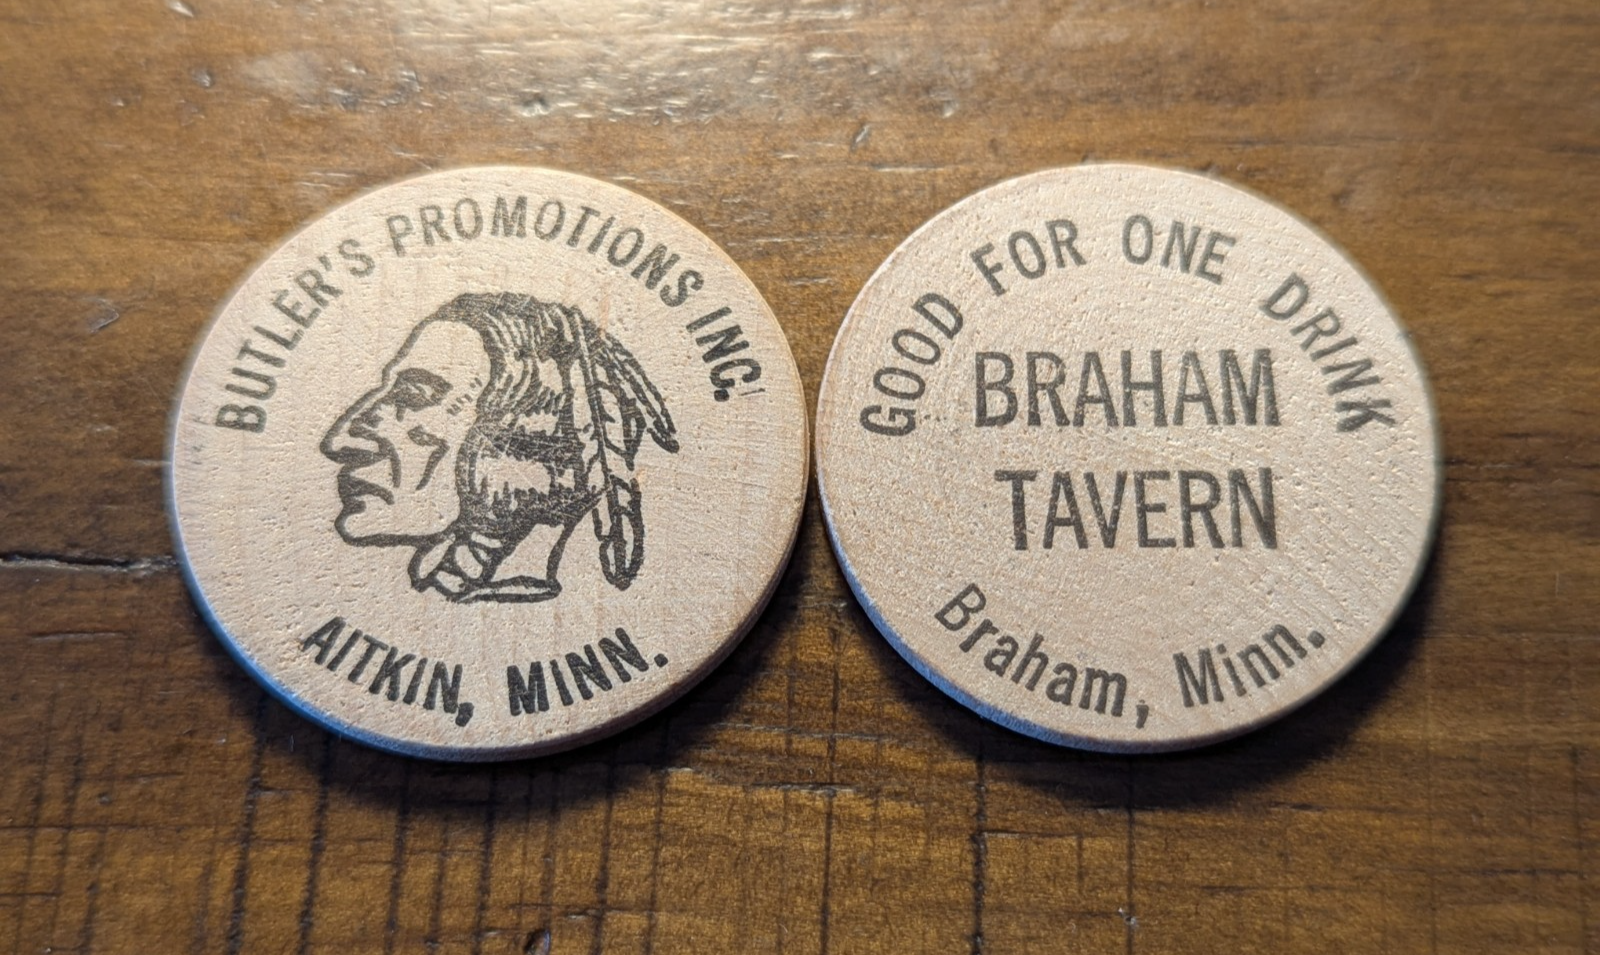 BUTLER'S PROMOTIONS INC.
AITKIN, MINN.
GOOD FOR ONE DRINK
BRAHAM
TAVERN
Braham, Minn.